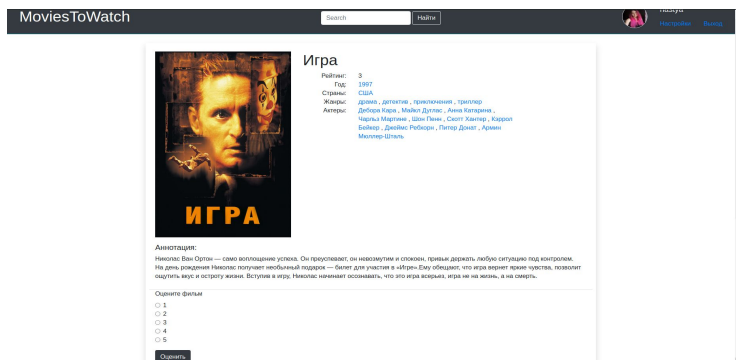 MoviesToWatch
Search
Найти
nastya
Настройки
Выход
Игра
Рейтинг: 3
Год: 1997
Страны: США
Жанры: драма , детектив , приключения , триллер
Актеры: Дебора Кара , Майкл Дуглас , Анна Катарина ,
Чарльз Мартине , Шон Пенн , Скотт Хантер , Кэррол
Бейкер , Джеймс Ребхорн , Питер Донат , Армин
Мюллер-Шталь
ИГРА
Аннотация:
Николас Ван Ортон — само воплощение успеха. Он преуспевает, он невозмутим и спокоен, привык держать любую ситуацию под контролем.
На день рождения Николас получает необычный подарок — билет для участия в «Игре».Ему обещают, что игра вернет яркие чувства, позволит
ощутить вкус и остроту жизни. Вступив в игру, Николас начинает осознавать, что это игра всерьез, игра не на жизнь, а на смерть.
Оцените фильм
1
2
3
4
5
Оценить